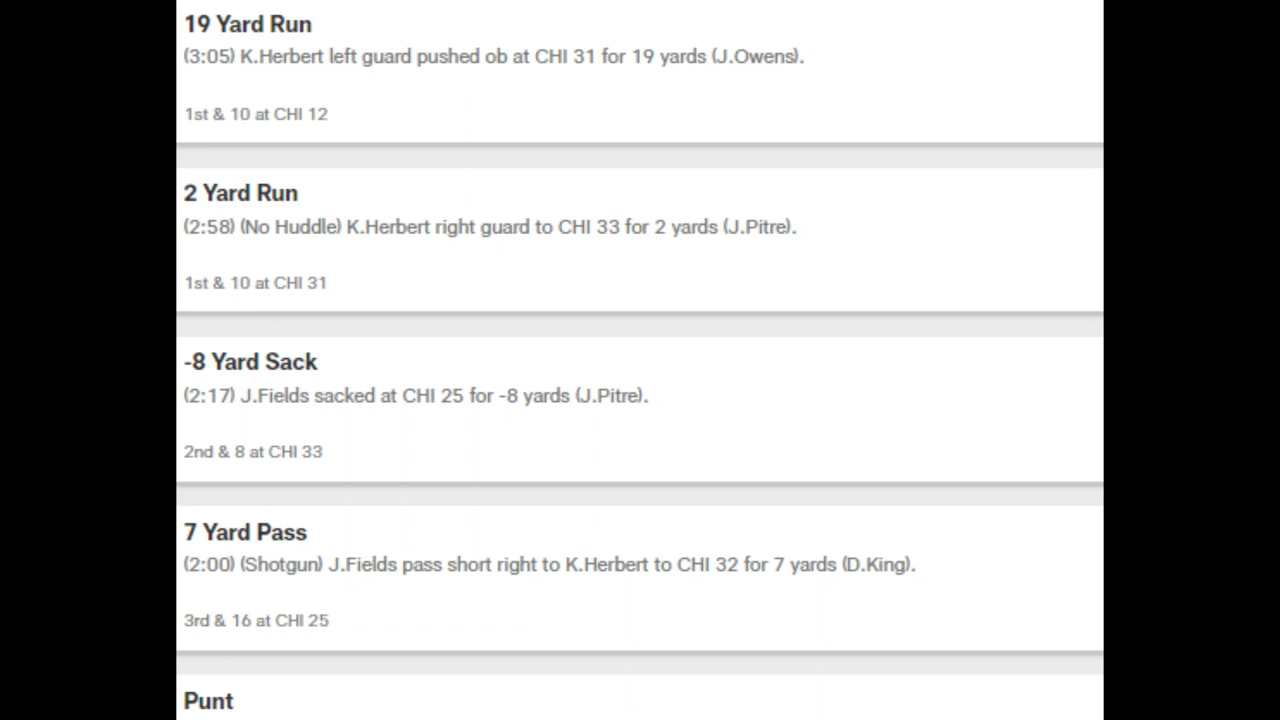 19 Yard Run
(3:05) K.Herbert left guard pushed ob at CHI 31 for 19 yards (J.Owens).
1st & 10 at CHI 12
2 Yard Run
(2:58) (No Huddle) K.Herbert right guard to CHI 33 for 2 yards (J.Pitre).
1st & 10 at CHI 31
-8 Yard Sack
(2:17) J.Fields sacked at CHI 25 for -8 yards (J.Pitre).
2nd & 8 at CHI 33
7 Yard Pass
(2:00) (Shotgun) J.Fields pass short right to K.Herbert to CHI 32 for 7 yards (D.King).
3rd & 16 at CHI 25
Punt